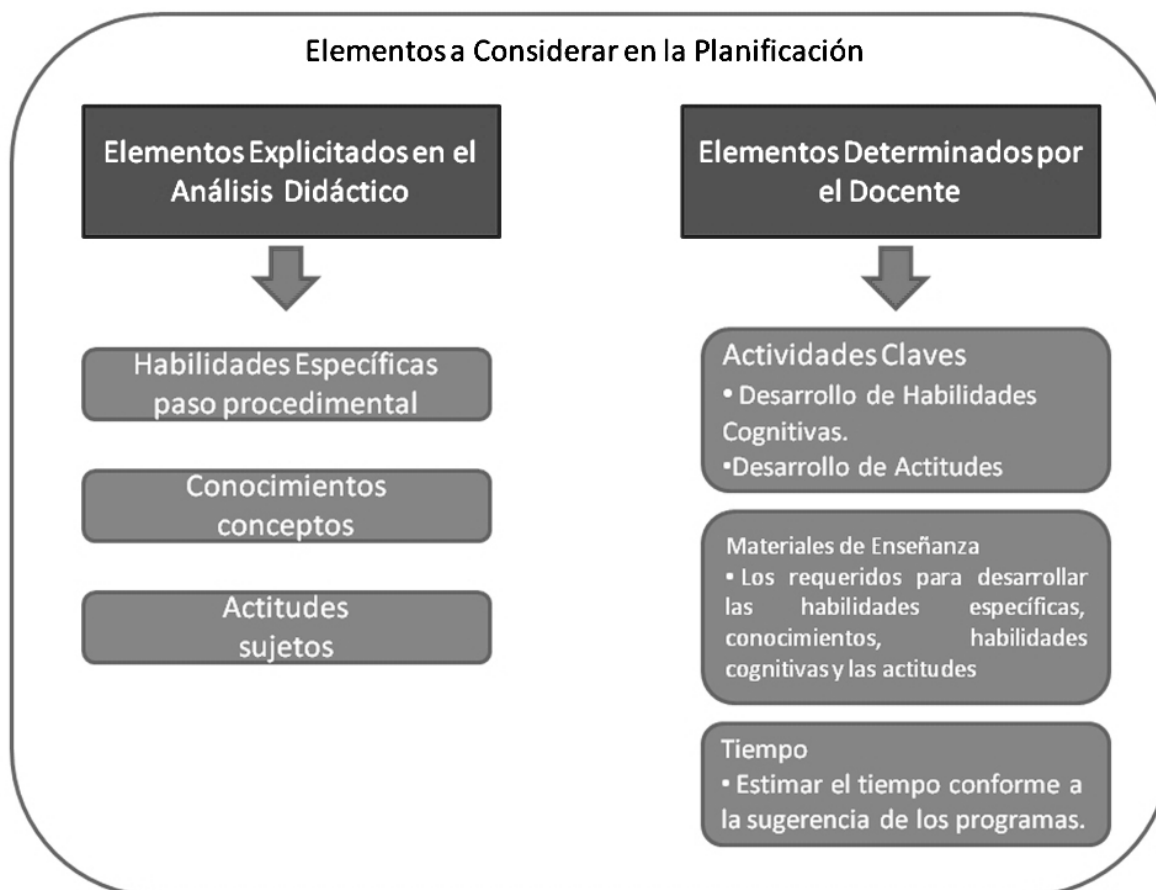 Elementos a Considerar en la Planificación
Elementos Explicitados en el
Análisis Didáctico
Habilidades Específicas
paso procedimental
Conocimientos
conceptos
Actitudes
sujetos
Elementos Determinados por
el Docente
Actividades Claves
• Desarrollo de Habilidades
Cognitivas.
•Desarrollo de Actitudes
Materiales de Enseñanza
• Los requeridos para desarrollar
las habilidades específicas,
conocimientos, habilidades
cognitivas y las actitudes
Tiempo
• Estimar el tiempo conforme a
la sugerencia de los programas.